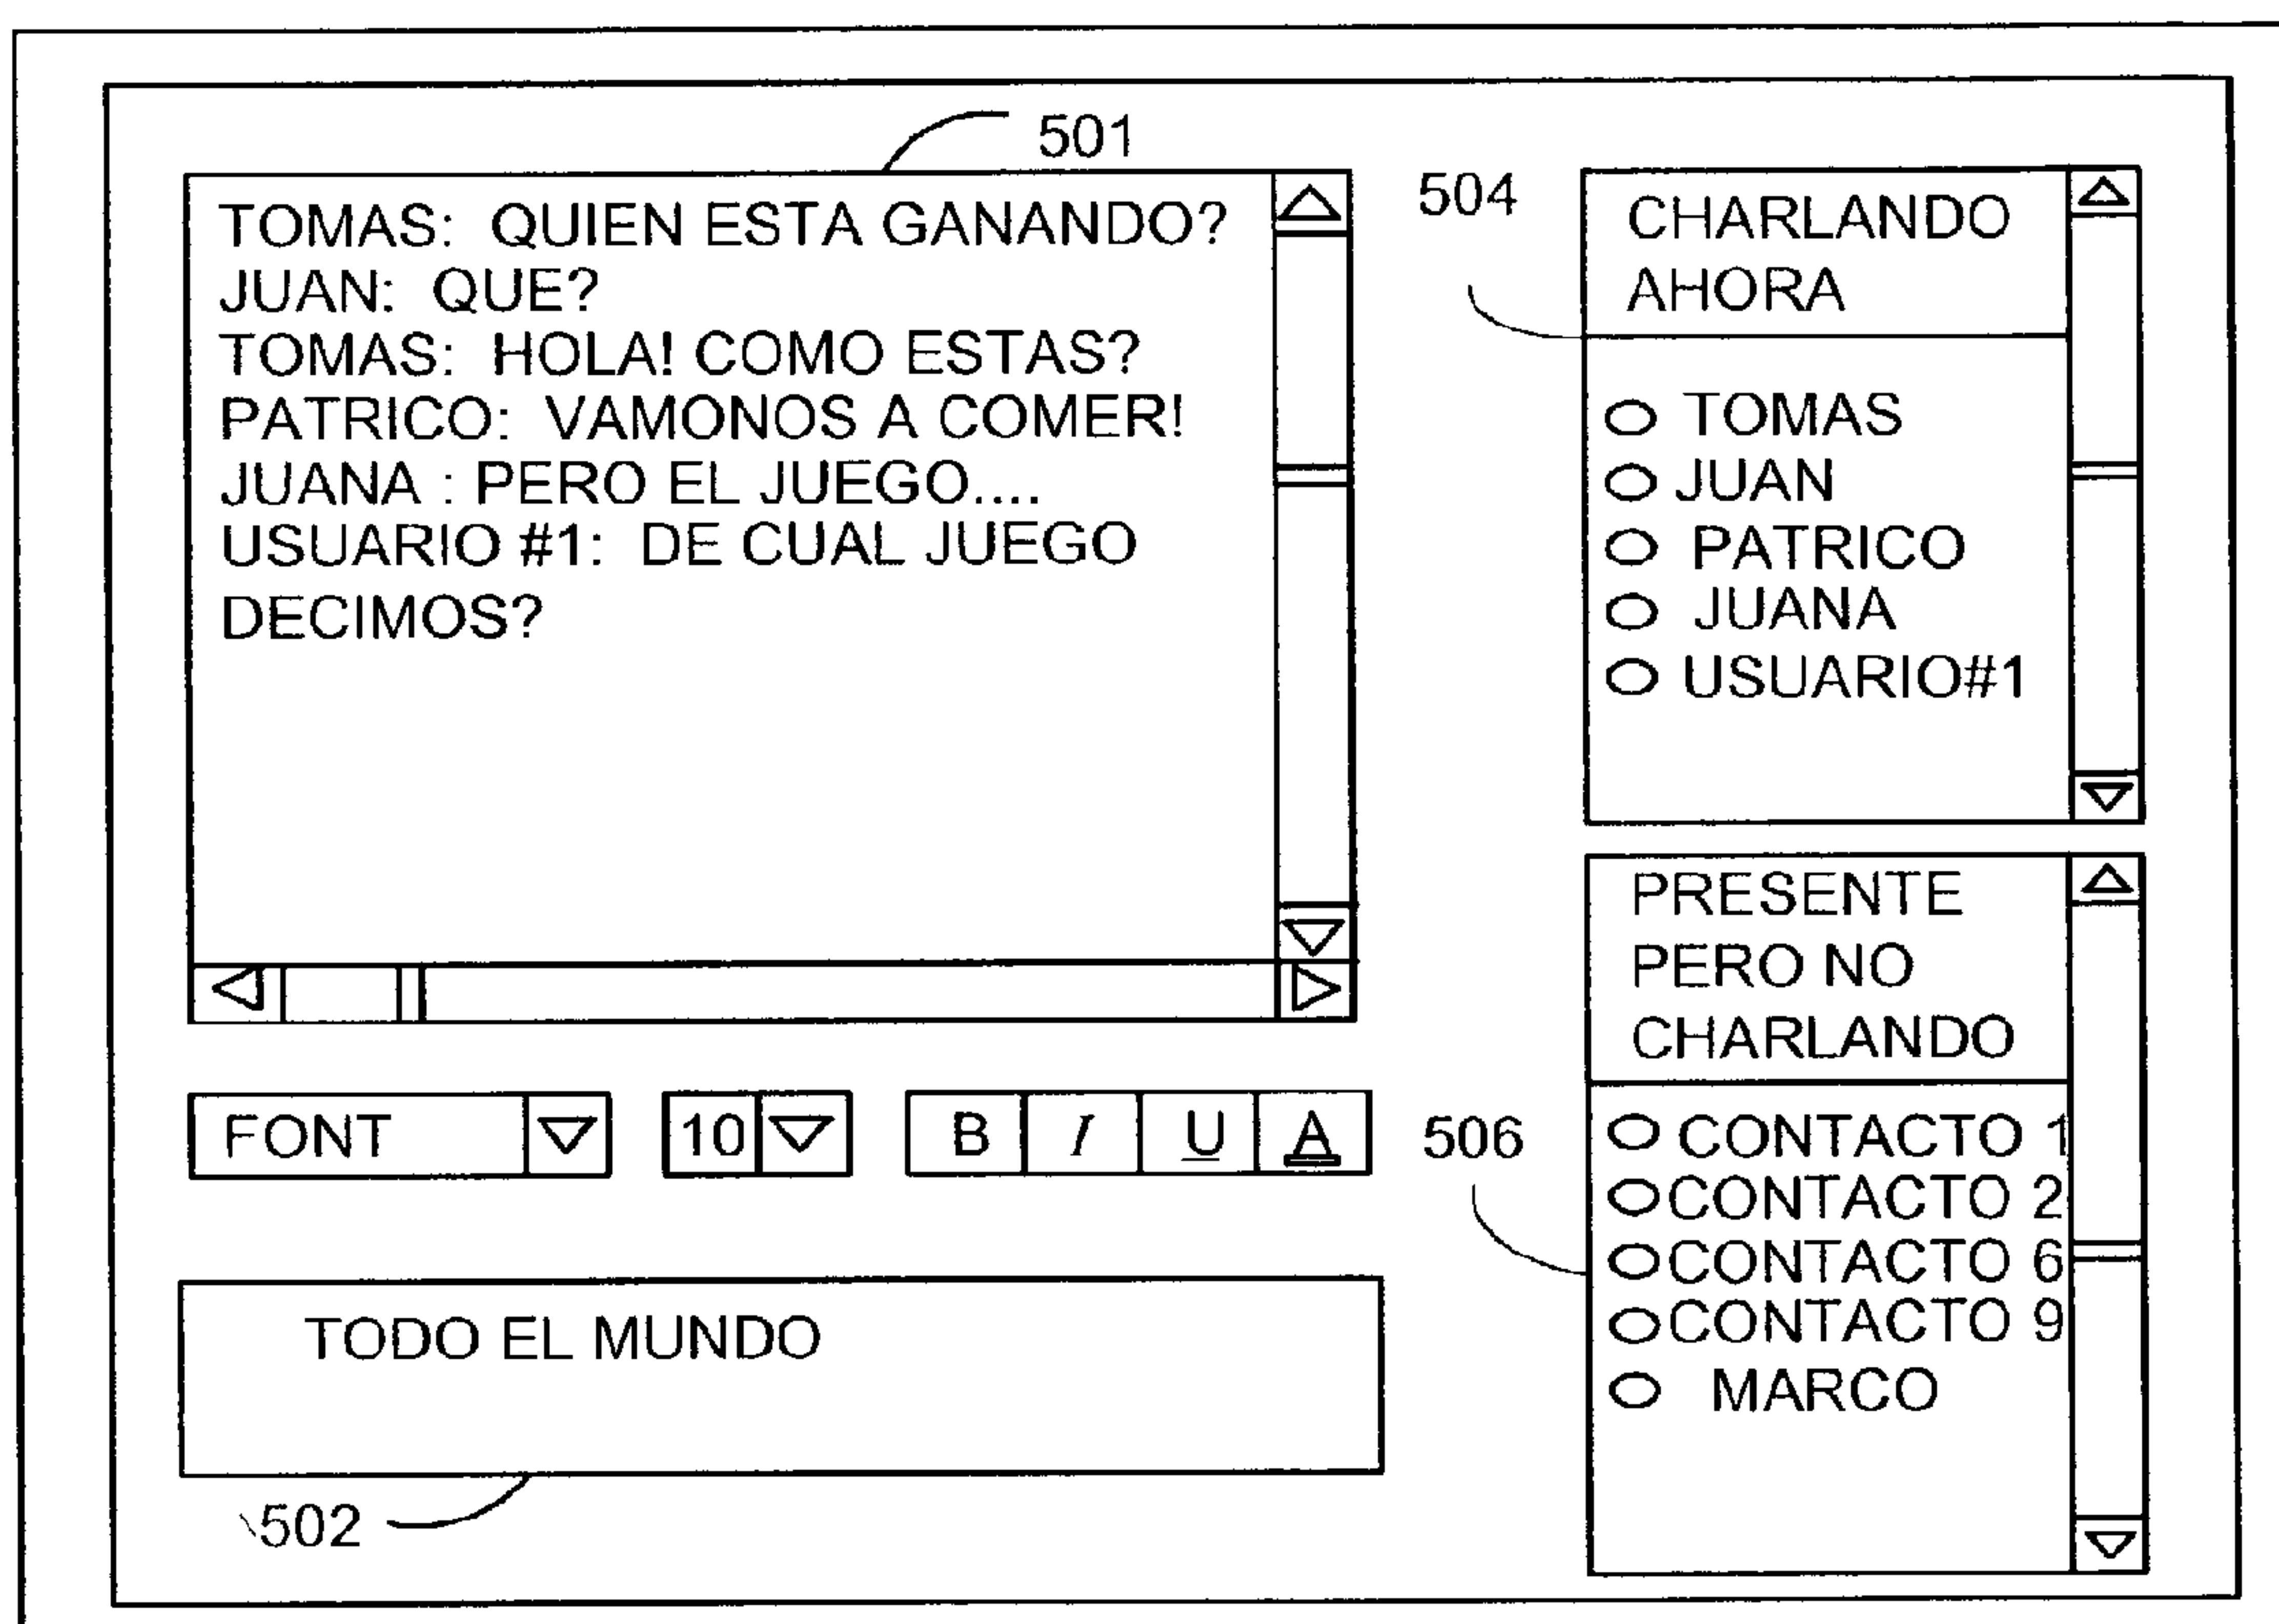 501
TOMAS: QUIEN ESTA GANANDO?
JUAN: QUE?
TOMAS: HOLA! COMO ESTAS?
PATRICO: VAMONOS A COMER!
JUANA : PERO EL JUEGO....
USUARIO #1: DE CUAL JUEGO
DECIMOS?
FONT
10
B I U A
TODO EL MUNDO
502
504
CHARLANDO
AHORA
TOMAS
JUAN
PATRICO
JUANA
USUARIO#1
PRESENTE
PERO NO
CHARLANDO
506
CONTACTO 1
CONTACTO 2
CONTACTO 6
CONTACTO 9
MARCO